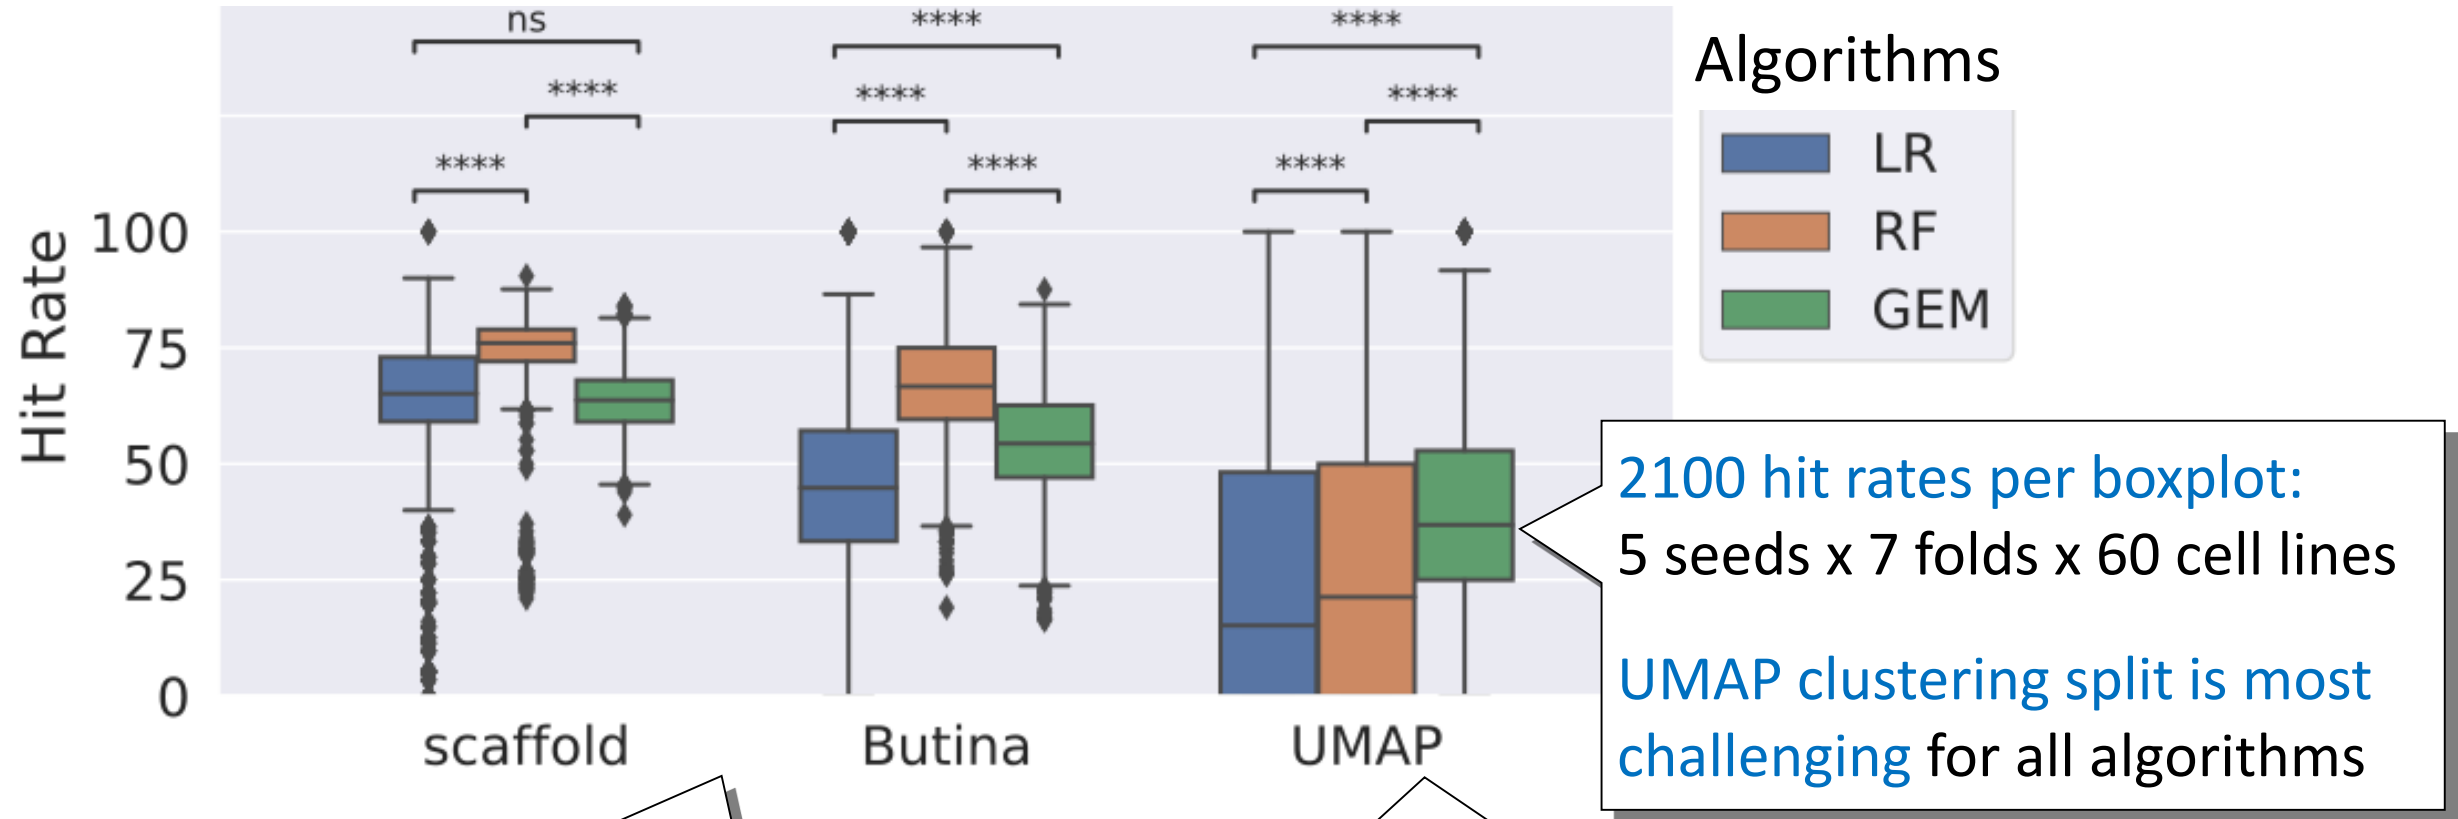 ns
****
****
****
****
****
****
****
****
Hit Rate
100
75
50
25
0
scaffold
Butina
UMAP
Algorithms
LR
RF
GEM
2100 hit rates per boxplot:
5 seeds x 7 folds x 60 cell lines
UMAP clustering split is most
challenging for all algorithms